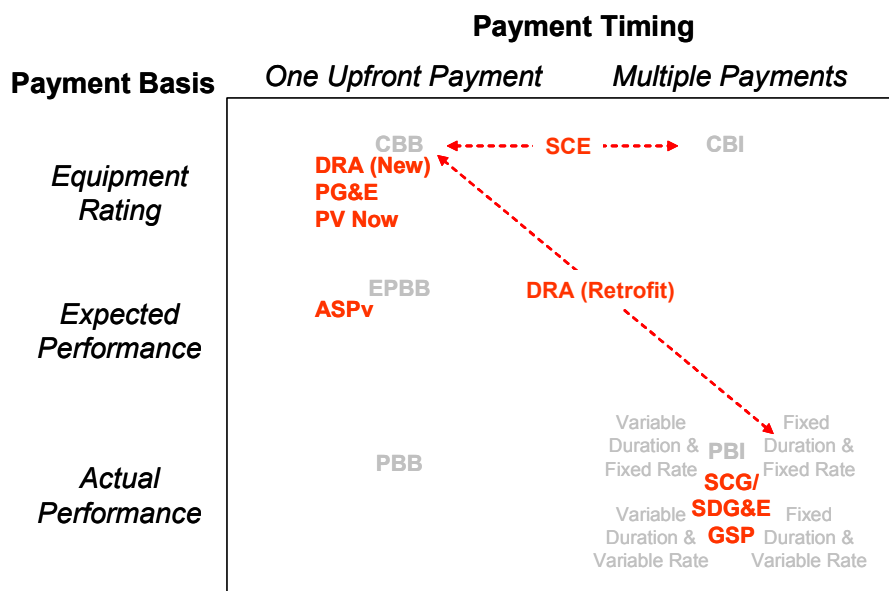 Payment Timing
Payment Basis
One Upfront Payment
Multiple Payments
Equipment
Rating
CBB
SCE
CBI
DRA (New)
PG&E
PV Now
Expected
Performance
EPBB
ASPv
DRA (Retrofit)
Actual
Performance
PBB
Variable
Duration &
Fixed Rate
PBI
Fixed
Duration &
Fixed Rate
SCG/
SDG&E
GSP
Variable
Duration &
Variable Rate
Fixed
Duration &
Variable Rate